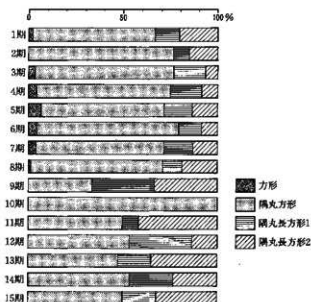 0 50 100 %
1期
2期
3期
4期
5期
6期
7期
8期
9期
10期
11期
12期
13期
14期
15期
方形
隅丸方形
隅丸長方形1
隅丸長方形2